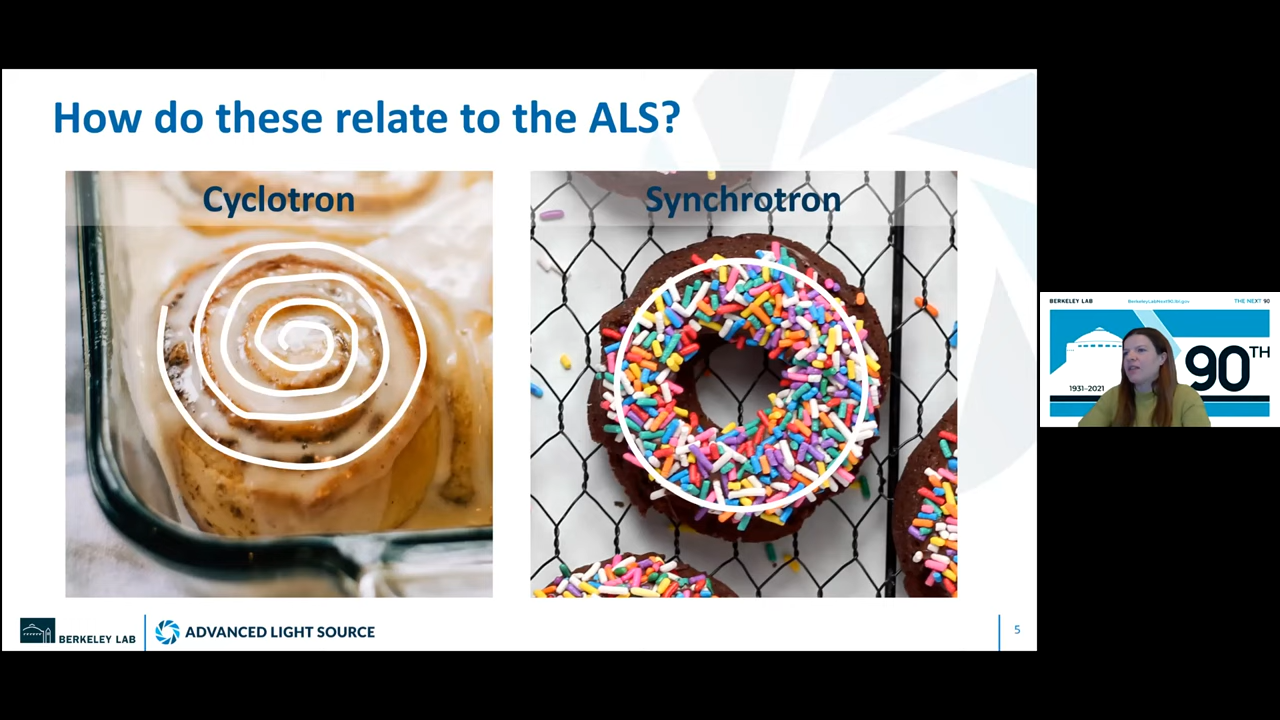 How do these relate to the ALS?
Cyclotron
Synchrotron
BERKELEY LAB
ADVANCED LIGHT SOURCE
5
BERKELEY LAB
THE NEXT 90
1931-2021
90TH